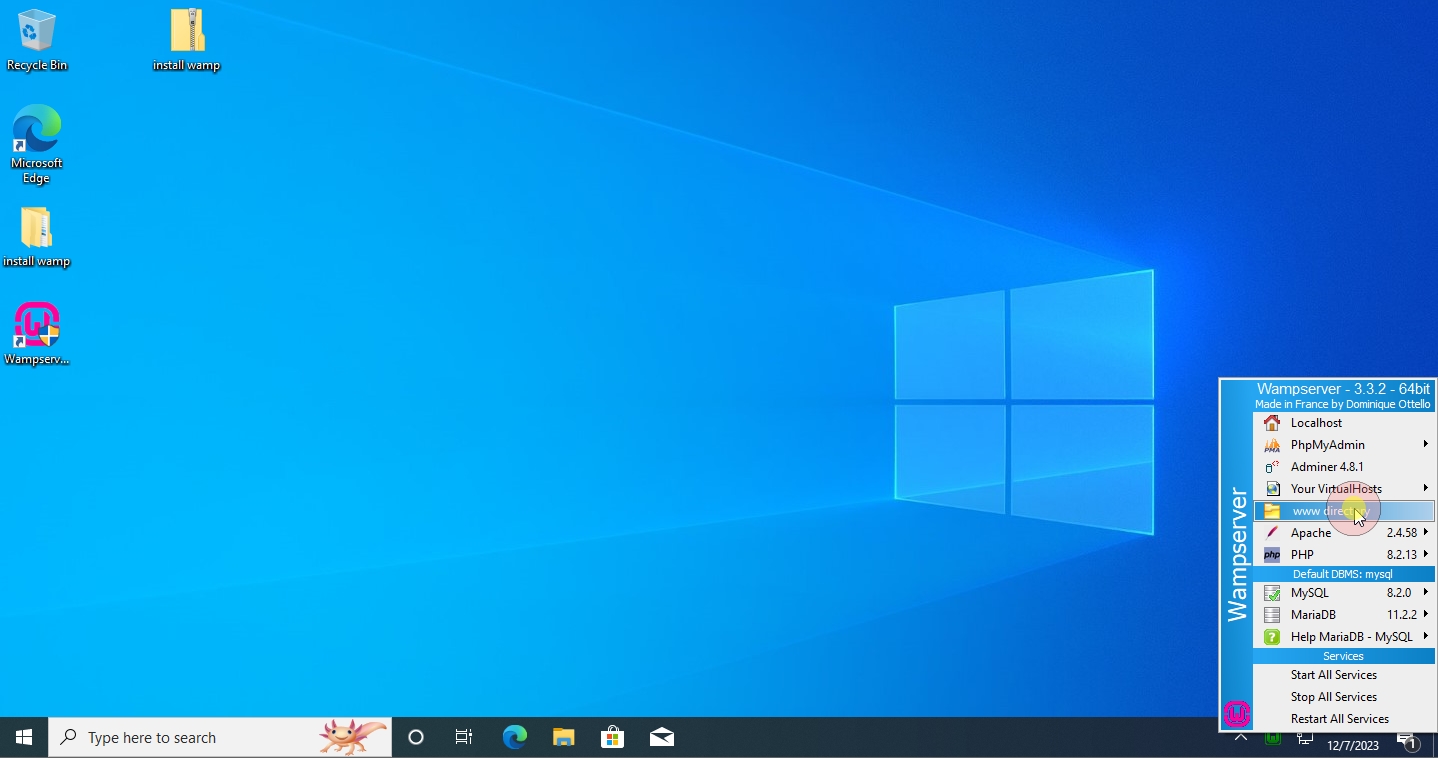 Recycle Bin
install wamp
Microsoft
Edge
install wamp
Wampserv...
Wampserver - 3.3.2 - 64bit
Made in France by Dominique Ottello
Wampserver
Localhost
PhpMyAdmin
Adminer 4.8.1
Your VirtualHosts
www directory
Apache 2.4.58
php PHP 8.2.13
Default DBMS: mysql
MySQL 8.2.0
MariaDB 11.2.2
Help MariaDB - MySQL
Services
Start All Services
Stop All Services
Restart All Services
Type here to search
12/7/2023
1